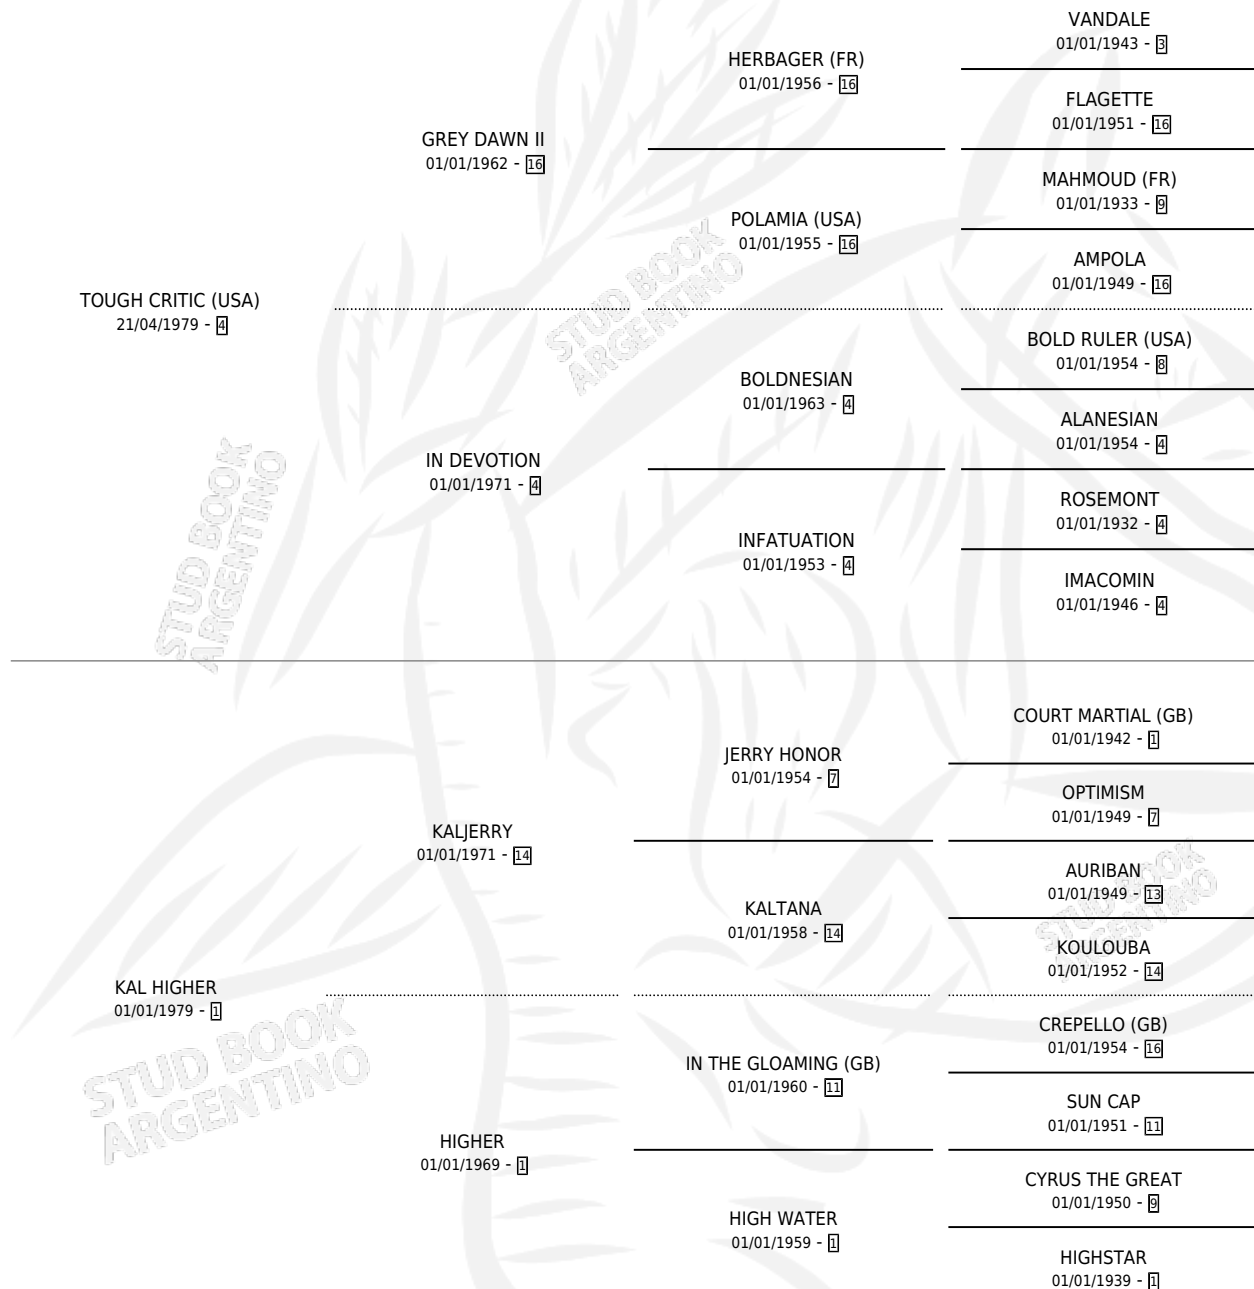 VANDALE
01/01/1943 - 3
HERBAGER (FR)
01/01/1956 - 16
FLAGETTE
01/01/1951 - 16
GREY DAWN II
01/01/1962 - 16
MAHMOUD (FR)
01/01/1933 - 9
POLAMIA (USA)
01/01/1955 - 16
AMPOLA
01/01/1949 - 16
TOUGH CRITIC (USA)
21/04/1979 - 4
STUD BOOK
ARGENTINO
BOLD RULER (USA)
01/01/1954 - 8
BOLDNESIAN
01/01/1963 - 4
ALANESIAN
01/01/1954 - 4
IN DEVOTION
01/01/1971 - 4
ROSEMONT
01/01/1932 - 4
INFATUATION
01/01/1953 - 4
IMACOMIN
01/01/1946 - 4
STUD BOOK
ARGENTINO
COURT MARTIAL (GB)
01/01/1942 - 1
JERRY HONOR
01/01/1954 - 7
OPTIMISM
01/01/1949 - 7
KALJERRY
01/01/1971 - 14
AURIBAN
01/01/1949 - 13
KALTANA
01/01/1958 - 14
KOULOUBA
01/01/1952 - 14
STUD BOOK
ARGENTINO
KAL HIGHER
01/01/1979 - 1
CREPELLO (GB)
01/01/1954 - 16
IN THE GLOAMING (GB)
01/01/1960 - 11
SUN CAP
01/01/1951 - 11
STUD BOOK
ARGENTINO
HIGHER
01/01/1969 - 1
CYRUS THE GREAT
01/01/1950 - 9
HIGH WATER
01/01/1959 - 1
HIGHSTAR
01/01/1939 - 1